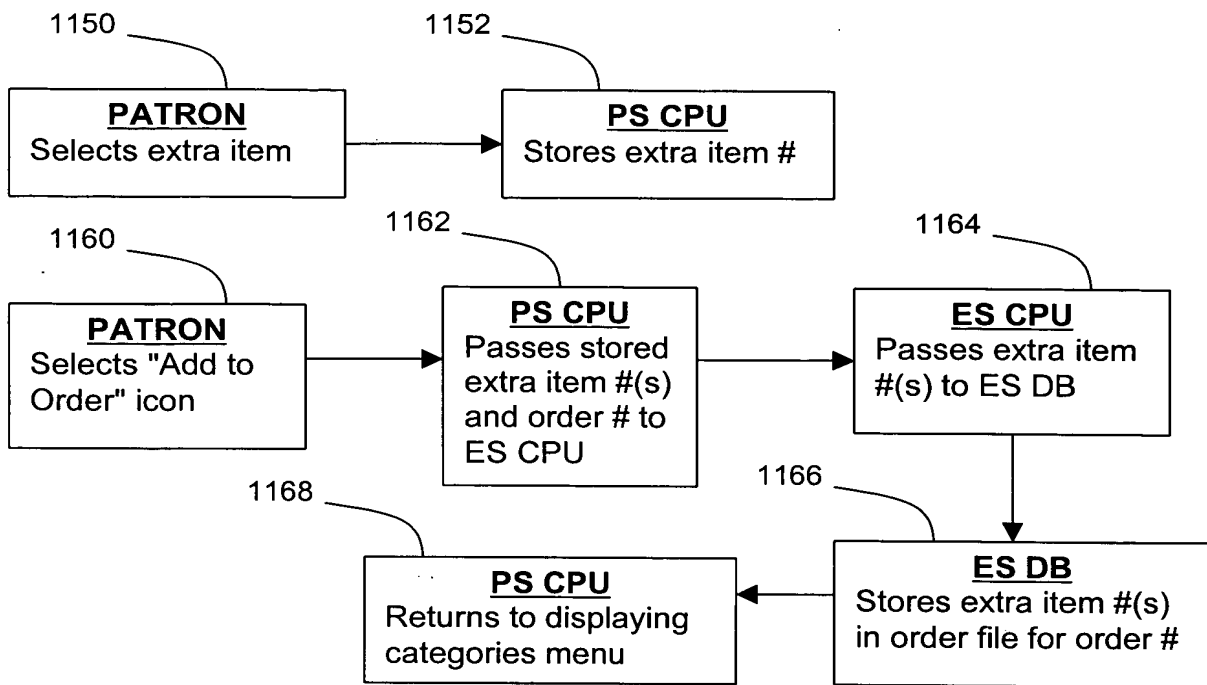 1150
1152
PATRON
Selects extra item
PS CPU
Stores extra item #
1160
1162
1164
PATRON
Selects "Add to
Order" icon
PS CPU
Passes stored
extra item #(s)
and order # to
ES CPU
ES CPU
Passes extra item
#(s) to ES DB
1168
1166
PS CPU
Returns to displaying
categories menu
ES DB
Stores extra item #(s)
in order file for order #